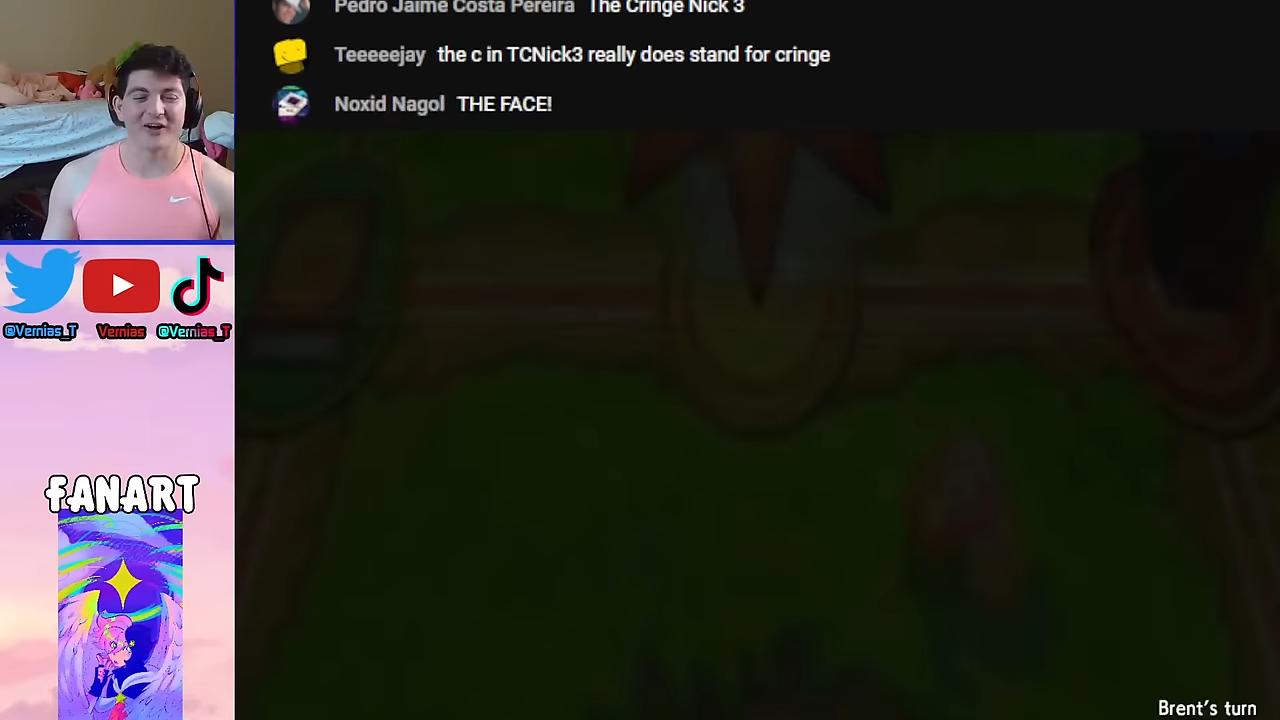 Pedro Jaime Costa Pereira The Cringe Nick 3
Teeeeejay the c in TCNick3 really does stand for cringe
Noxid Nagol THE FACE!
@Vernias_T Vernias @Vernias_T
FANART
Brent's turn